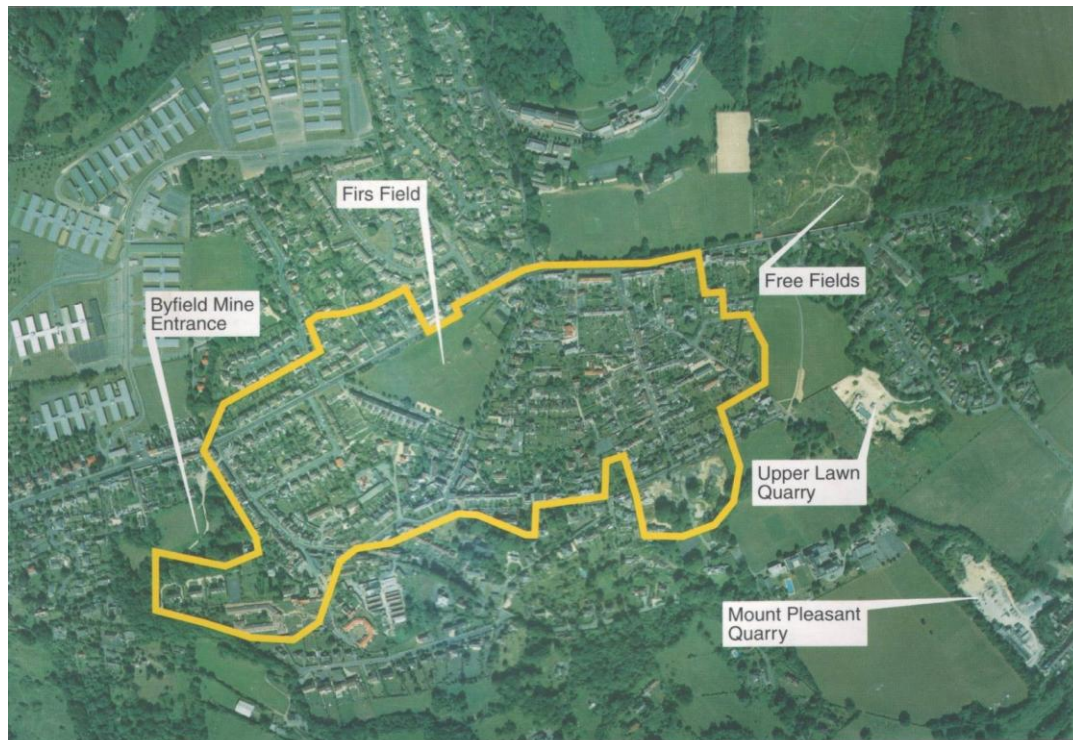 Firs Field
Free Fields
Byfield Mine
Entrance
Upper Lawn
Quarry
Mount Pleasant
Quarry